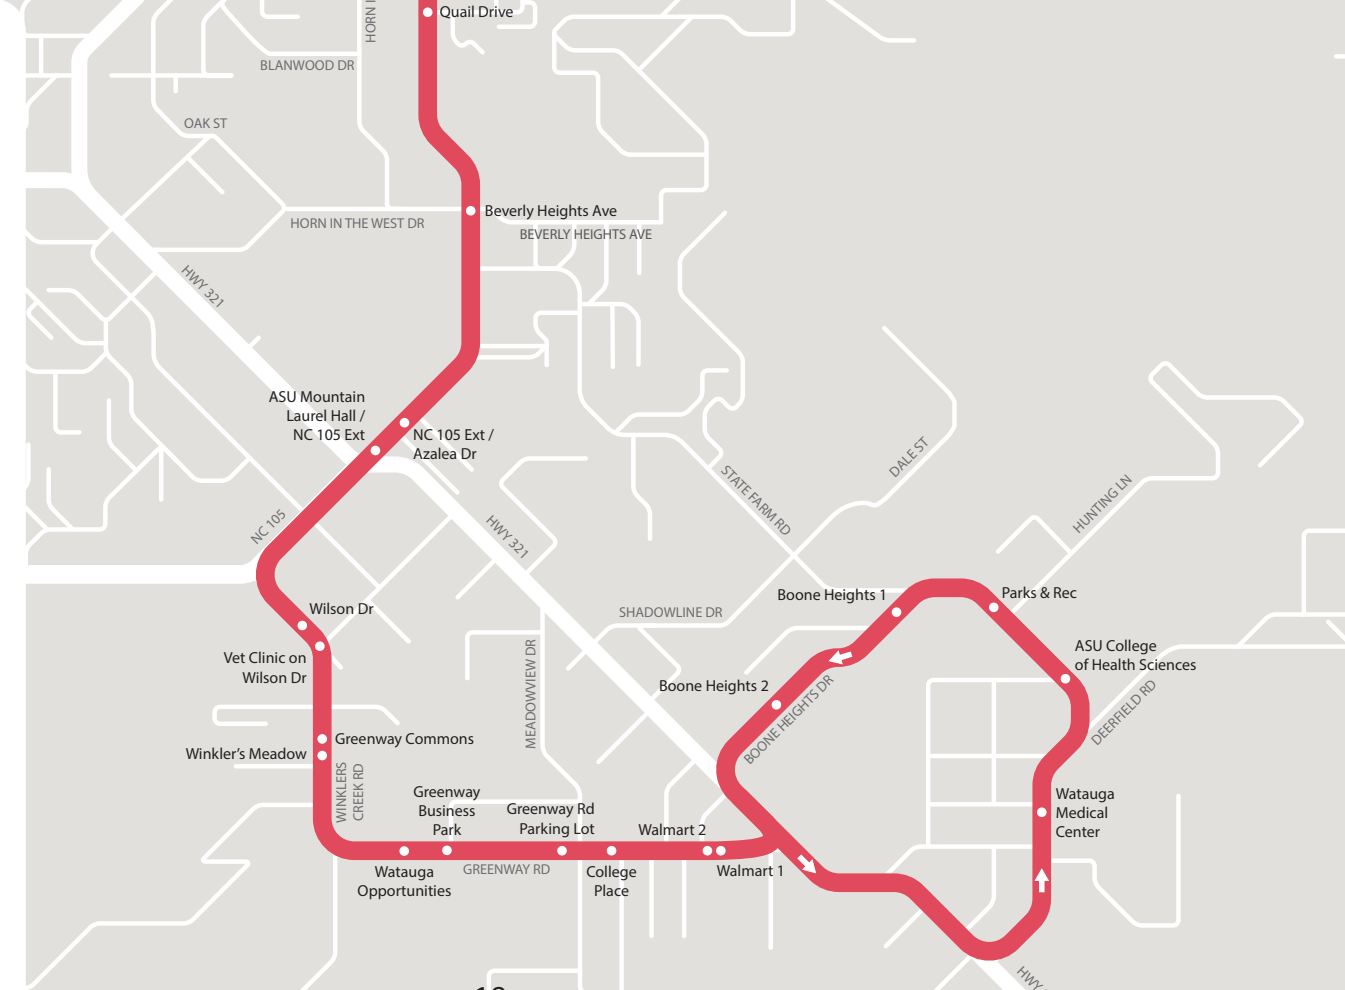 Quail Drive
HORN I
BLANWOOD DR
OAK ST
Beverly Heights Ave
HORN IN THE WEST DR
BEVERLY HEIGHTS AVE
HWY 321
ASU Mountain
Laurel Hall /
NC 105 Ext
NC 105 Ext /
Azalea Dr
STATE FARM RD
DALE ST
HUNTING LN
NC 105
HWY 321
Boone Heights 1
Parks & Rec
Wilson Dr
SHADOWLINE DR
Vet Clinic on
Wilson Dr
ASU College
of Health Sciences
MEADOWVIEW DR
Boone Heights 2
BOONE HEIGHTS DR
DEERFIELD RD
Greenway Commons
Winkler's Meadow
WINKLERS
CREEK RD
Greenway
Business
Park
Greenway Rd
Parking Lot
Walmart 2
Watauga
Medical
Center
Watauga
Opportunities
GREENWAY RD
College
Place
Walmart 1
HWY